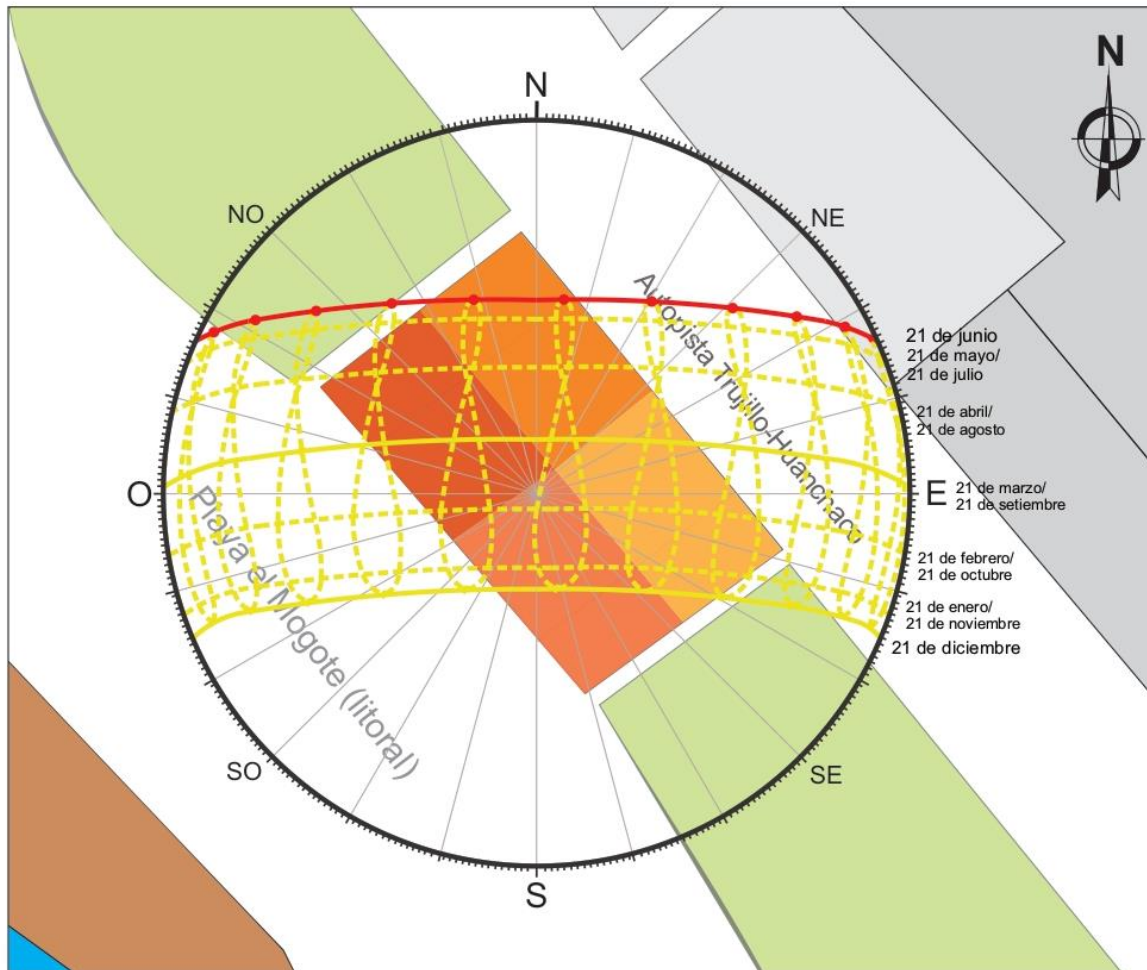 N
N
NO
NE
Autopista Trujillo-Huanchaco
21 de junio
21 de mayo/
21 de julio
21 de abril/
21 de agosto
O
E
21 de marzo/
21 de setiembre
Playa el Mogote (litoral)
21 de febrero/
21 de octubre
21 de enero/
21 de noviembre
21 de diciembre
SO
SE
S